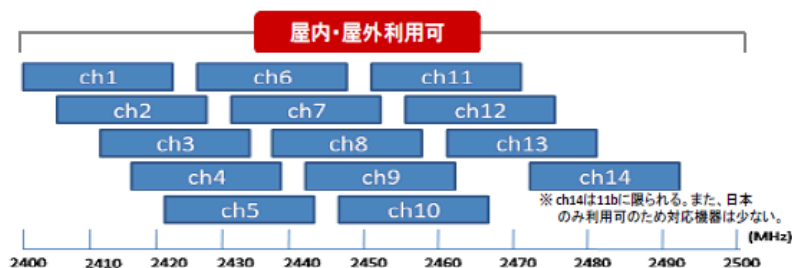 屋内・屋外利用可
ch1 ch6 ch11
ch2 ch7 ch12
ch3 ch8 ch13
ch4 ch9 ch14
ch5 ch10
※ ch14は11bに限られる。また、日本
のみ利用可のため対応機器は少ない。
(MHz)
2400 2410 2420 2430 2440 2450 2460 2470 2480 2490 2500